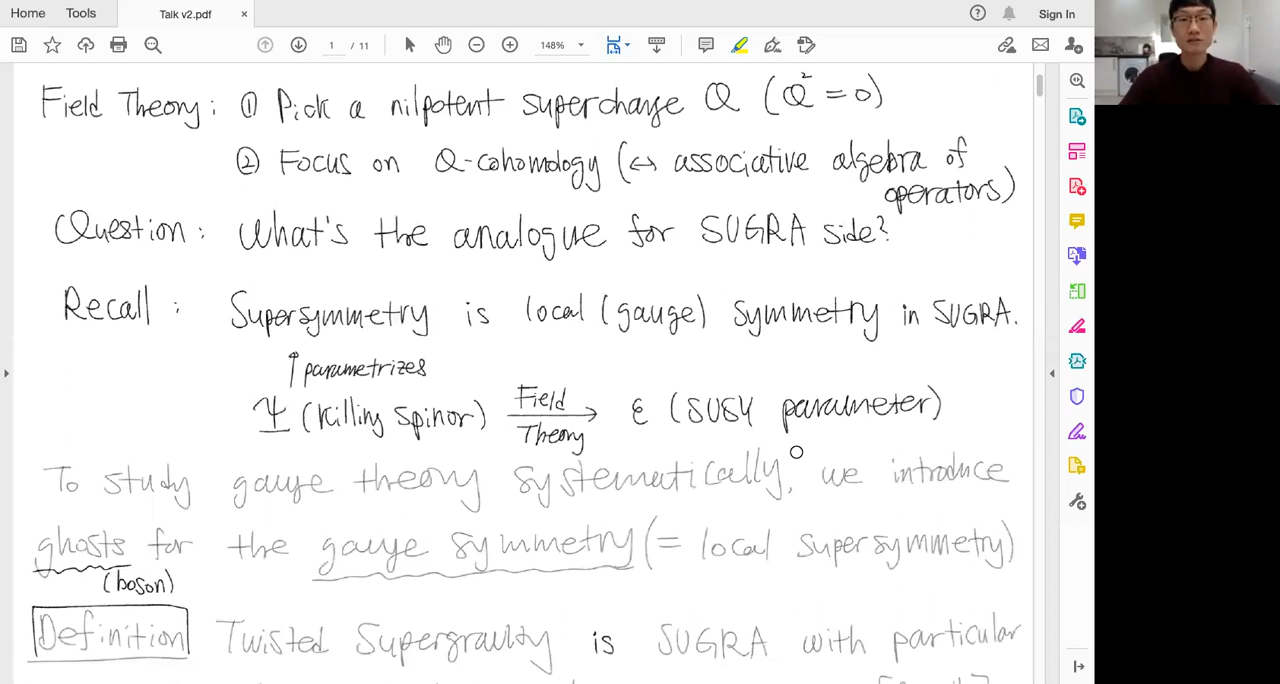 Home Tools Talk v2.pdf × Sign In
1 / 11 148%
Field Theory : ① Pick a nilpotent supercharge Q (Q² = 0)
② Focus on Q-cohomology (↔ associative algebra of
operators)
Question : What's the analogue for SUGRA side?
Recall : Supersymmetry is local (gauge) symmetry in SUGRA.
↑ parametrizes
Ψ (Killing spinor) Field Theory → ε (SUSY parameter)
To study gauge theory systematically, we introduce
ghosts for the gauge symmetry (= local supersymmetry)
(boson)
Definition Twisted Supergravity is SUGRA with particular